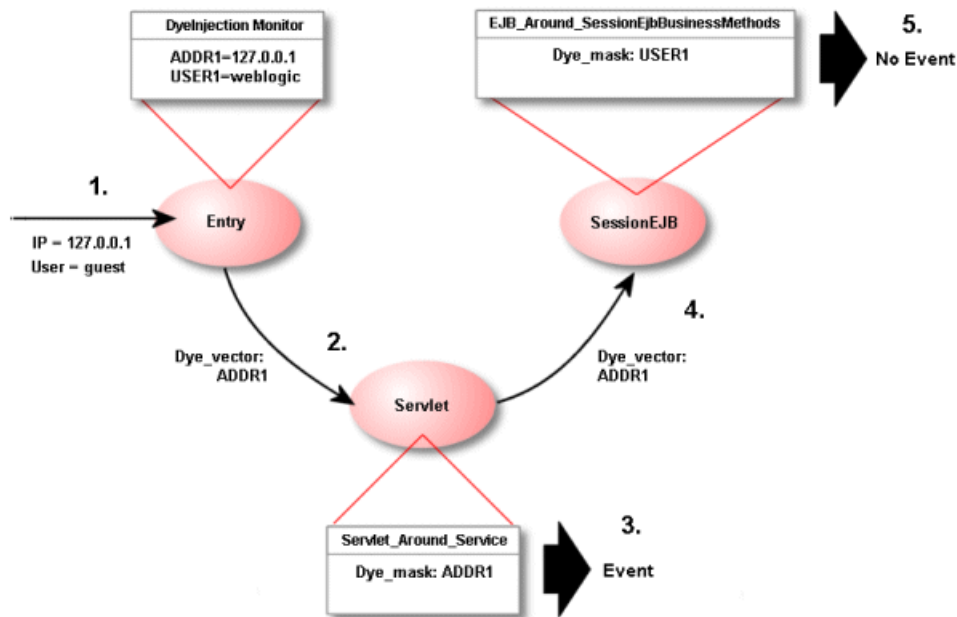 DyeInjection Monitor
ADDR1=127.0.0.1
USER1=weblogic
EJB_Around_SessionEjbBusinessMethods
Dye_mask: USER1
5.
No Event
1.
IP = 127.0.0.1
User = guest
Entry
SessionEJB
2.
Dye_vector:
ADDR1
4.
Dye_vector:
ADDR1
Servlet
Servlet_Around_Service
Dye_mask: ADDR1
3.
Event